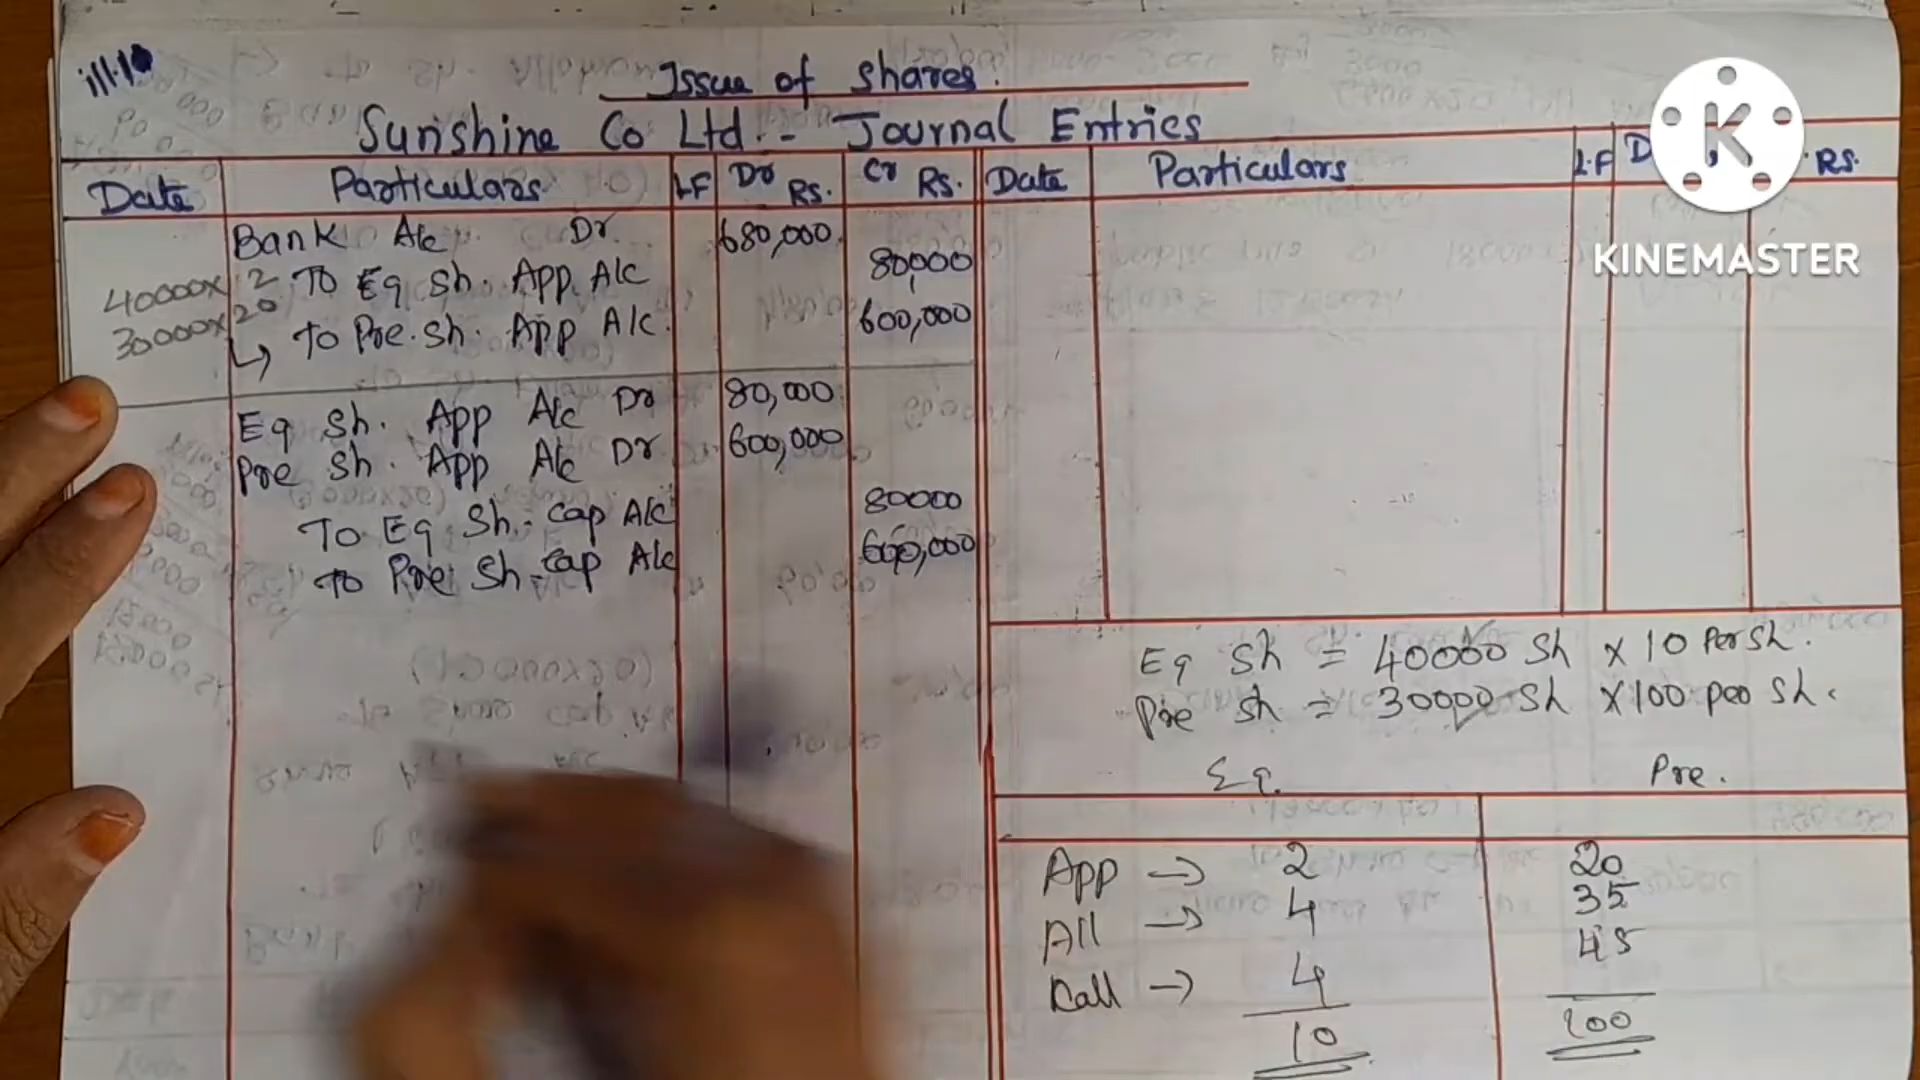 ill.10
Issue of shares.
Sunshine Co Ltd. - Journal Entries
Date Particulars LF Dr Rs. Cr Rs. Date Particulars L.F D Rs.
Bank A/c Dr 680,000
40000x 2 To Eq Sh. App A/c 80,000
30000x20 To Pre.Sh. App A/c. 600,000
Eq Sh. App A/c Dr 80,000
Pre Sh. App A/c Dr 600,000
To Eq Sh. Cap A/c 80000
To Pre Sh. Cap A/c 600,000
Eq Sh = 40000 Sh x 10 Per Sh.
Pre Sh = 30000 Sh x 100 per Sh.
Eq. Pre.
App → 2 20
All → 4 35
Call → 4 45
10 100
K
KINEMASTER